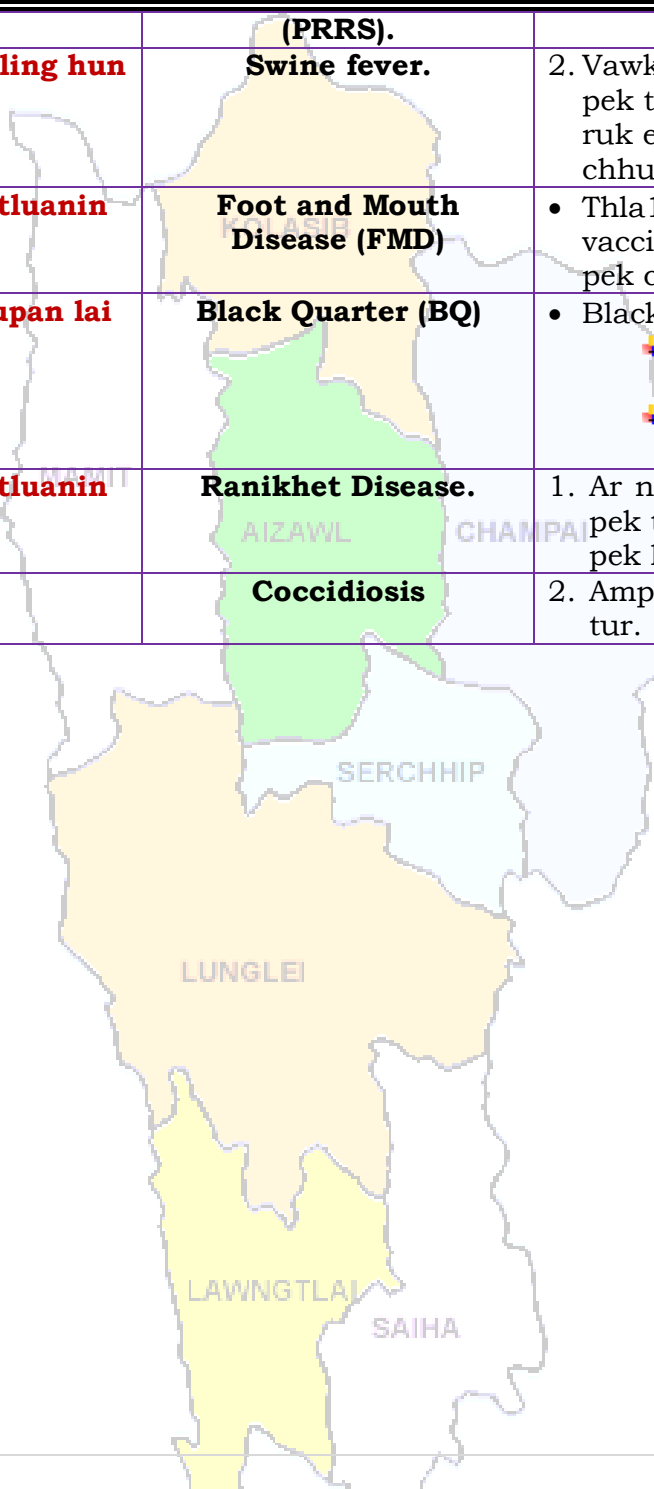 (PRRS).
ling hun
Swine fever.
2. Vawk
pek t
ruk e
chhu
tluanin
Foot and Mouth
Disease (FMD)
• Thla1
vacci
pek c
upan lai
Black Quarter (BQ)
• Black
tluanin
Ranikhet Disease.
1. Ar n
pek t
pek l
Coccidiosis
2. Amp
tur.
KOLASIB
MAMIT
AIZAWL
CHAMPAI
SERCHHIP
LUNGLEI
LAWNGTLAI
SAIHA